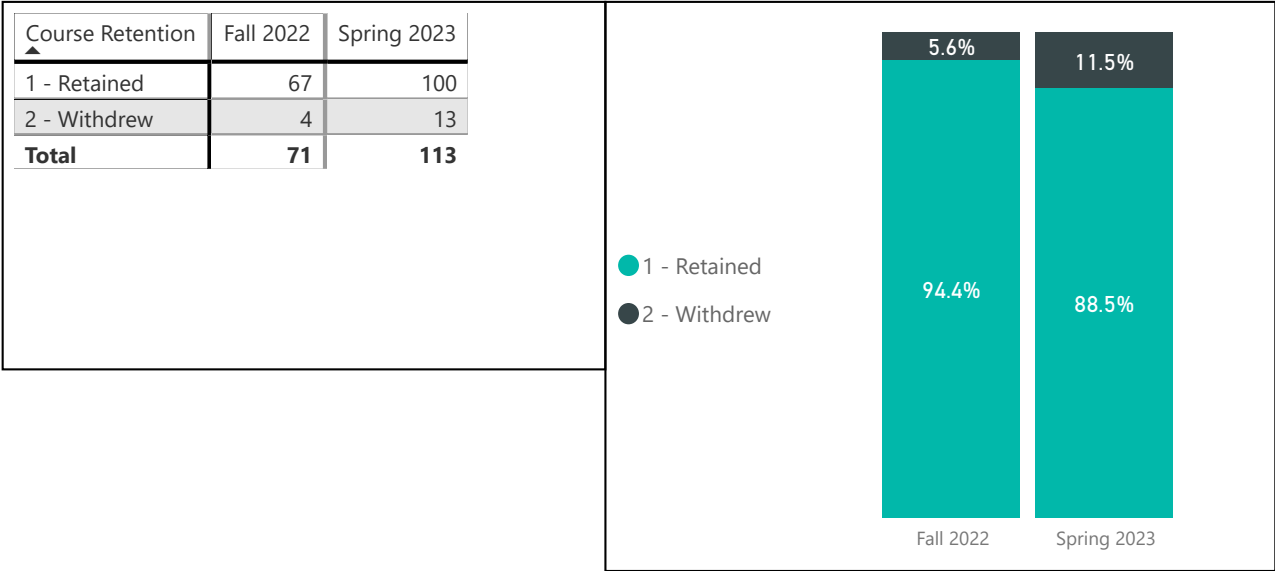 Course Retention Fall 2022 Spring 2023
1 - Retained 67 100
2 - Withdrew 4 13
Total 71 113
5.6% 11.5%
1 - Retained
2 - Withdrew
94.4% 88.5%
Fall 2022 Spring 2023